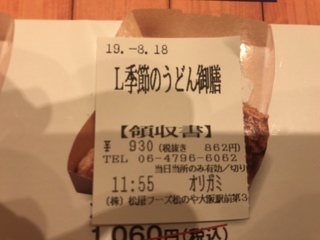 19.-8.18
L季節のうどん御膳
【領収書】
¥ 930(税抜き 862円)
TEL 06-4796-6062
当日当所のみ有効/切り
11:55 オリガミ
(株)松屋フーズ松のや大阪駅前第3
1,060円(税込)